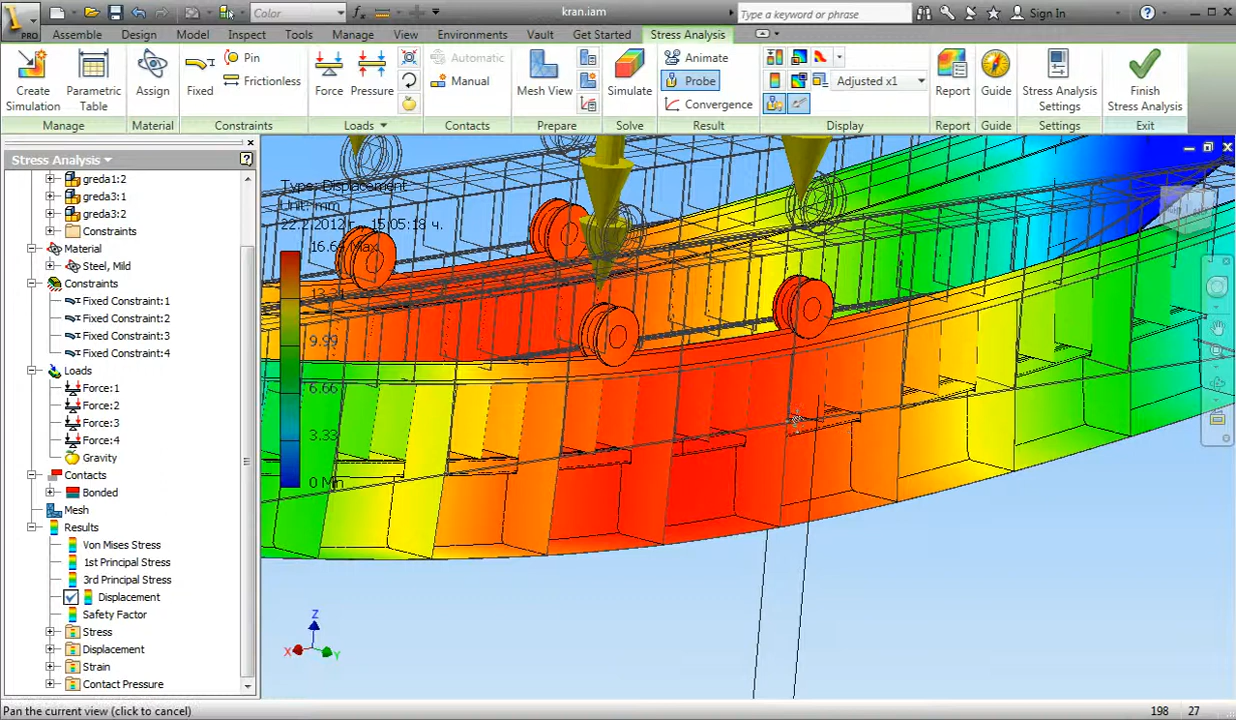 PRO
Color
kran.iam
Type a keyword or phrase
Sign In
Assemble
Design
Model
Inspect
Tools
Manage
View
Environments
Vault
Get Started
Stress Analysis
Create Simulation
Parametric Table
Assign
Fixed
Pin
Frictionless
Force
Pressure
Automatic
Manual
Mesh View
Simulate
Animate
Probe
Convergence
Adjusted x1
Report
Guide
Stress Analysis Settings
Finish Stress Analysis
Manage
Material
Constraints
Loads
Contacts
Prepare
Solve
Result
Display
Report
Guide
Settings
Exit
Stress Analysis
greda1:2
greda3:1
greda3:2
Constraints
Material
Steel, Mild
Constraints
Fixed Constraint:1
Fixed Constraint:2
Fixed Constraint:3
Fixed Constraint:4
Loads
Force:1
Force:2
Force:3
Force:4
Gravity
Contacts
Bonded
Mesh
Results
Von Mises Stress
1st Principal Stress
3rd Principal Stress
Displacement
Safety Factor
Stress
Displacement
Strain
Contact Pressure
Type: Displacement
Unit: mm
15:05:18 ч.
16.64 Max
9.99
6.66
3.33
0 Min
Z
X
Y
Pan the current view (click to cancel)
198
27